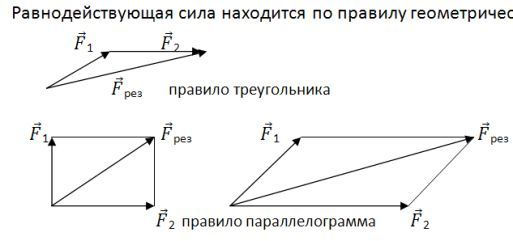 Равнодействующая сила находится по правилу геометричес
F⃗₁ F⃗₂
F⃗рез правило треугольника
F⃗₁ F⃗рез F⃗₁ F⃗рез
F⃗₂ правило параллелограмма F⃗₂